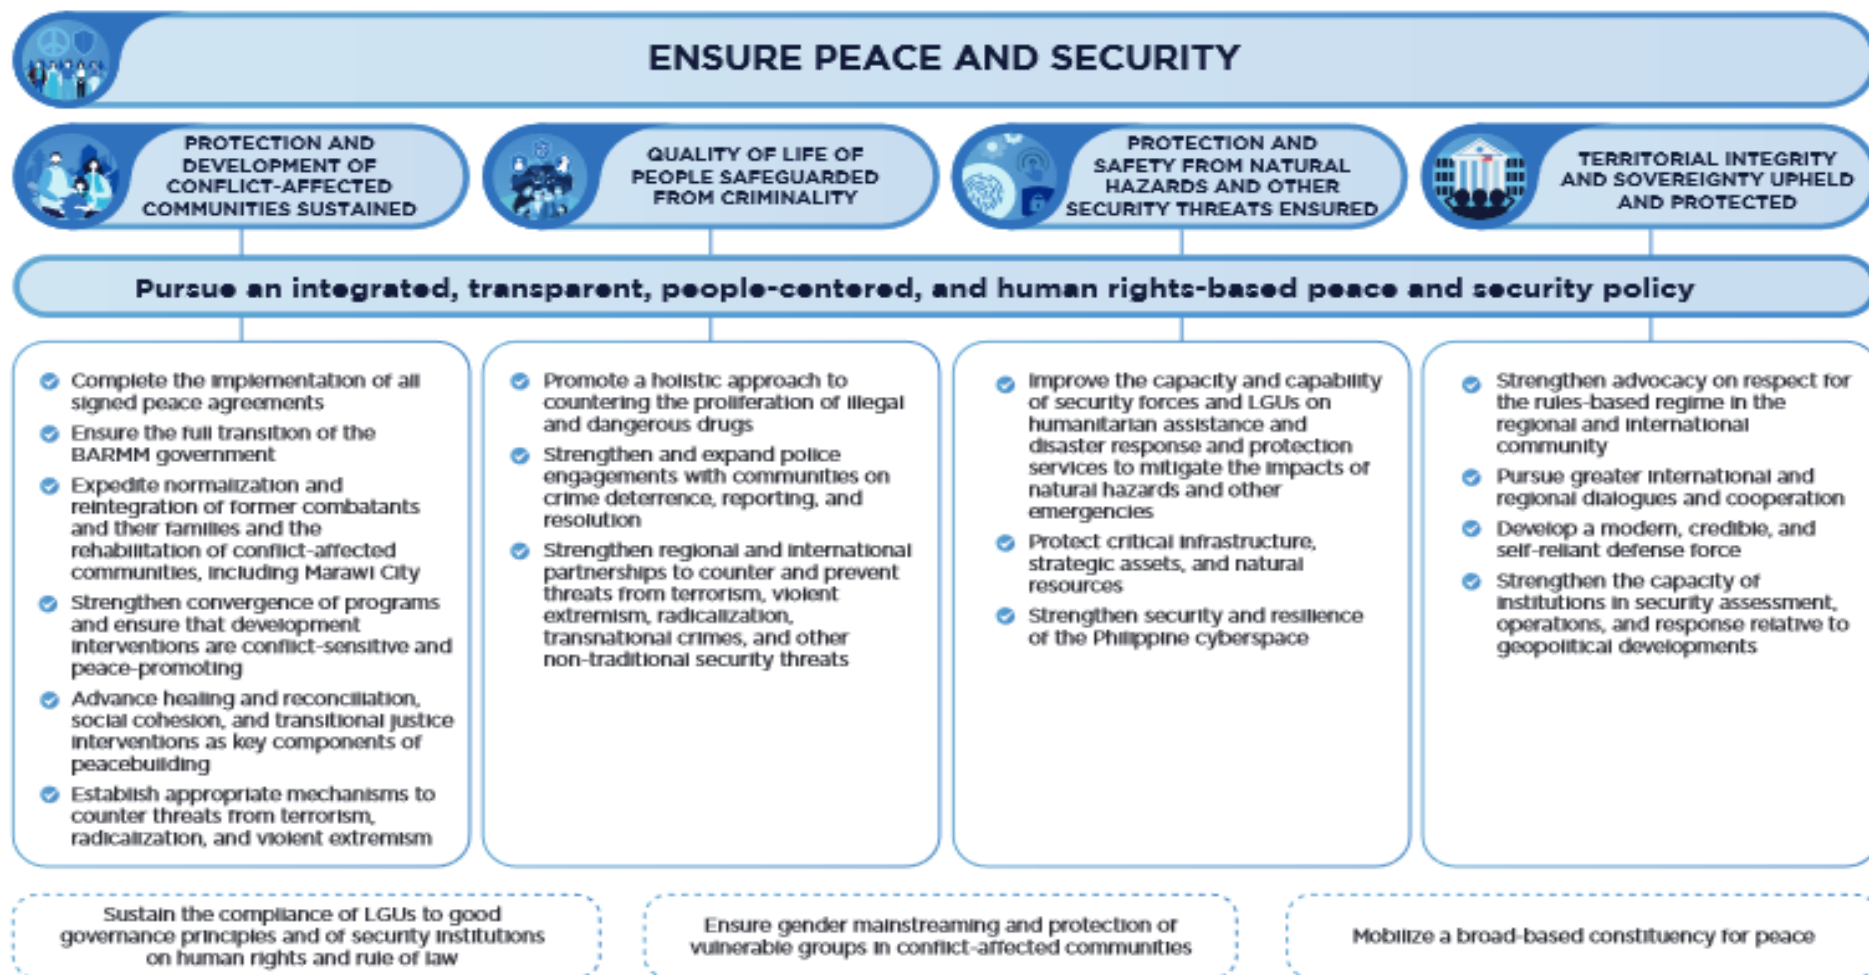 ENSURE PEACE AND SECURITY
PROTECTION AND
DEVELOPMENT OF
CONFLICT-AFFECTED
COMMUNITIES SUSTAINED
QUALITY OF LIFE OF
PEOPLE SAFEGUARDED
FROM CRIMINALITY
PROTECTION AND
SAFETY FROM NATURAL
HAZARDS AND OTHER
SECURITY THREATS ENSURED
TERRITORIAL INTEGRITY
AND SOVEREIGNTY UPHELD
AND PROTECTED
Pursue an integrated, transparent, people-centered, and human rights-based peace and security policy
Complete the implementation of all
signed peace agreements
Ensure the full transition of the
BARMM government
Expedite normalization and
reintegration of former combatants
and their families and the
rehabilitation of conflict-affected
communities, including Marawi City
Strengthen convergence of programs
and ensure that development
interventions are conflict-sensitive and
peace-promoting
Advance healing and reconciliation,
social cohesion, and transitional justice
interventions as key components of
peacebuilding
Establish appropriate mechanisms to
counter threats from terrorism,
radicalization, and violent extremism
Promote a holistic approach to
countering the proliferation of illegal
and dangerous drugs
Strengthen and expand police
engagements with communities on
crime deterrence, reporting, and
resolution
Strengthen regional and international
partnerships to counter and prevent
threats from terrorism, violent
extremism, radicalization,
transnational crimes, and other
non-traditional security threats
Improve the capacity and capability
of security forces and LGUs on
humanitarian assistance and
disaster response and protection
services to mitigate the impacts of
natural hazards and other
emergencies
Protect critical infrastructure,
strategic assets, and natural
resources
Strengthen security and resilience
of the Philippine cyberspace
Strengthen advocacy on respect for
the rules-based regime in the
regional and international
community
Pursue greater international and
regional dialogues and cooperation
Develop a modern, credible, and
self-reliant defense force
Strengthen the capacity of
institutions in security assessment,
operations, and response relative to
geopolitical developments
Sustain the compliance of LGUs to good
governance principles and of security institutions
on human rights and rule of law
Ensure gender mainstreaming and protection of
vulnerable groups in conflict-affected communities
Mobilize a broad-based constituency for peace